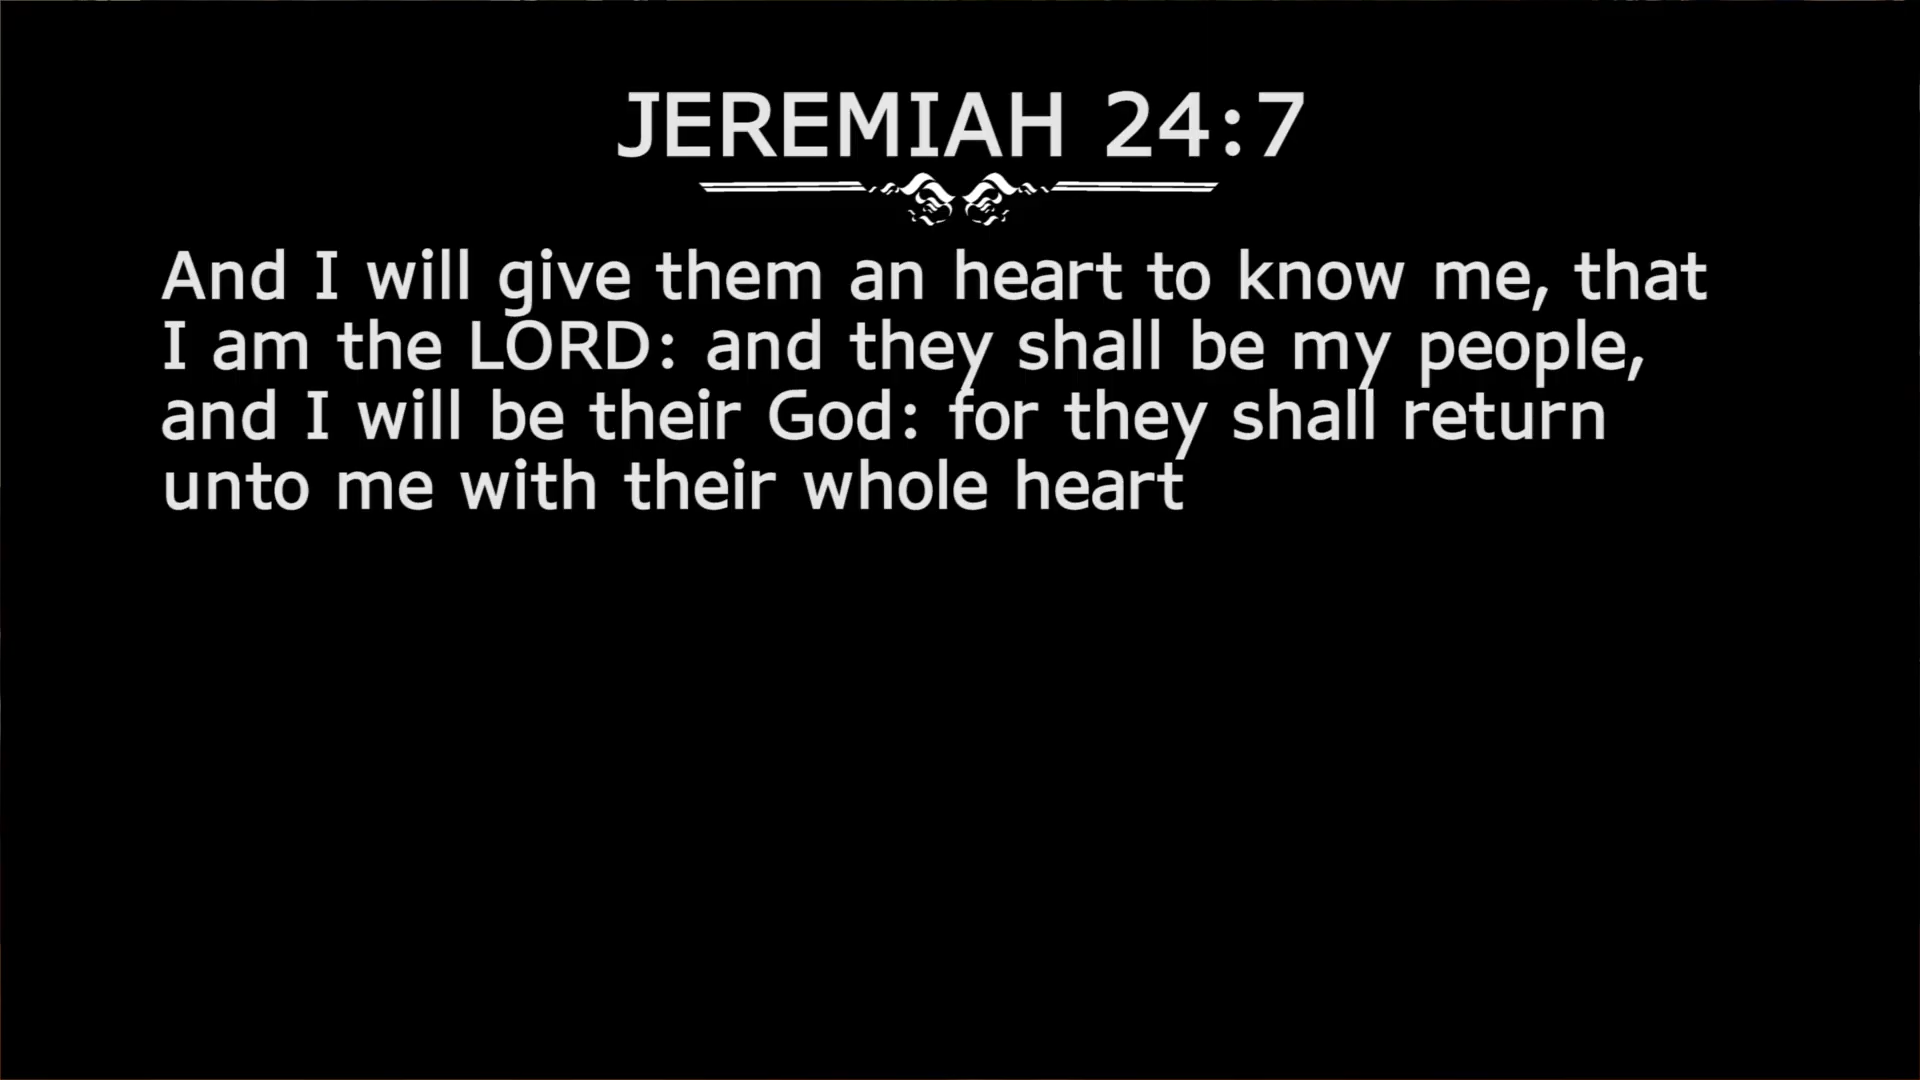 JEREMIAH 24:7
And I will give them an heart to know me, that
I am the LORD: and they shall be my people,
and I will be their God: for they shall return
unto me with their whole heart